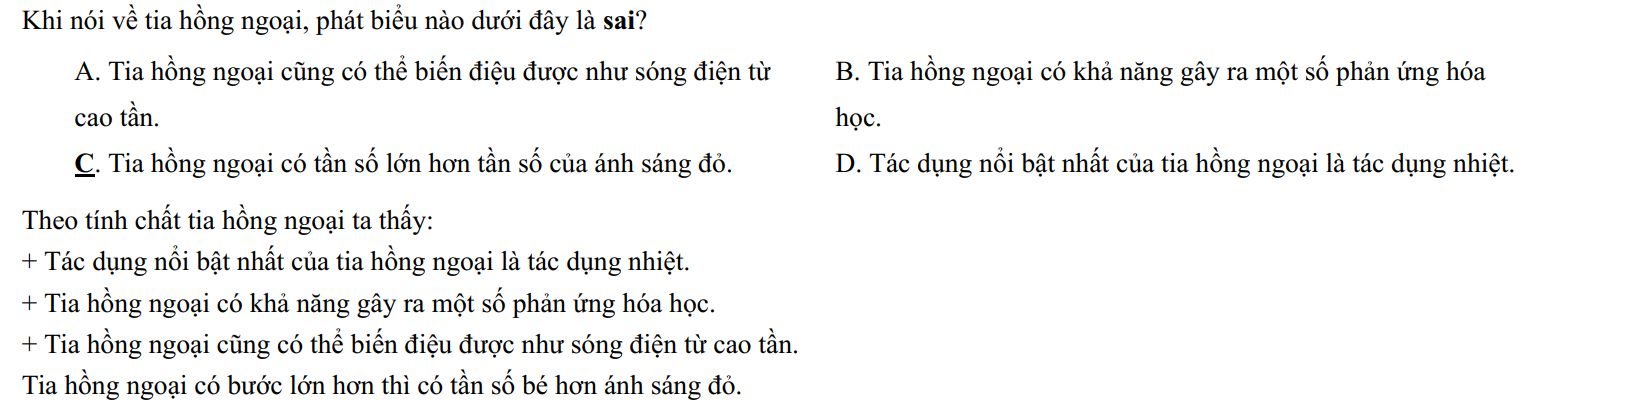 Khi nói về tia hồng ngoại, phát biểu nào dưới đây là sai?
A. Tia hồng ngoại cũng có thể biến điệu được như sóng điện từ cao tần.
B. Tia hồng ngoại có khả năng gây ra một số phản ứng hóa học.
C. Tia hồng ngoại có tần số lớn hơn tần số của ánh sáng đỏ.
D. Tác dụng nổi bật nhất của tia hồng ngoại là tác dụng nhiệt.
Theo tính chất tia hồng ngoại ta thấy:
+ Tác dụng nổi bật nhất của tia hồng ngoại là tác dụng nhiệt.
+ Tia hồng ngoại có khả năng gây ra một số phản ứng hóa học.
+ Tia hồng ngoại cũng có thể biến điệu được như sóng điện từ cao tần.
Tia hồng ngoại có bước lớn hơn thì có tần số bé hơn ánh sáng đỏ.